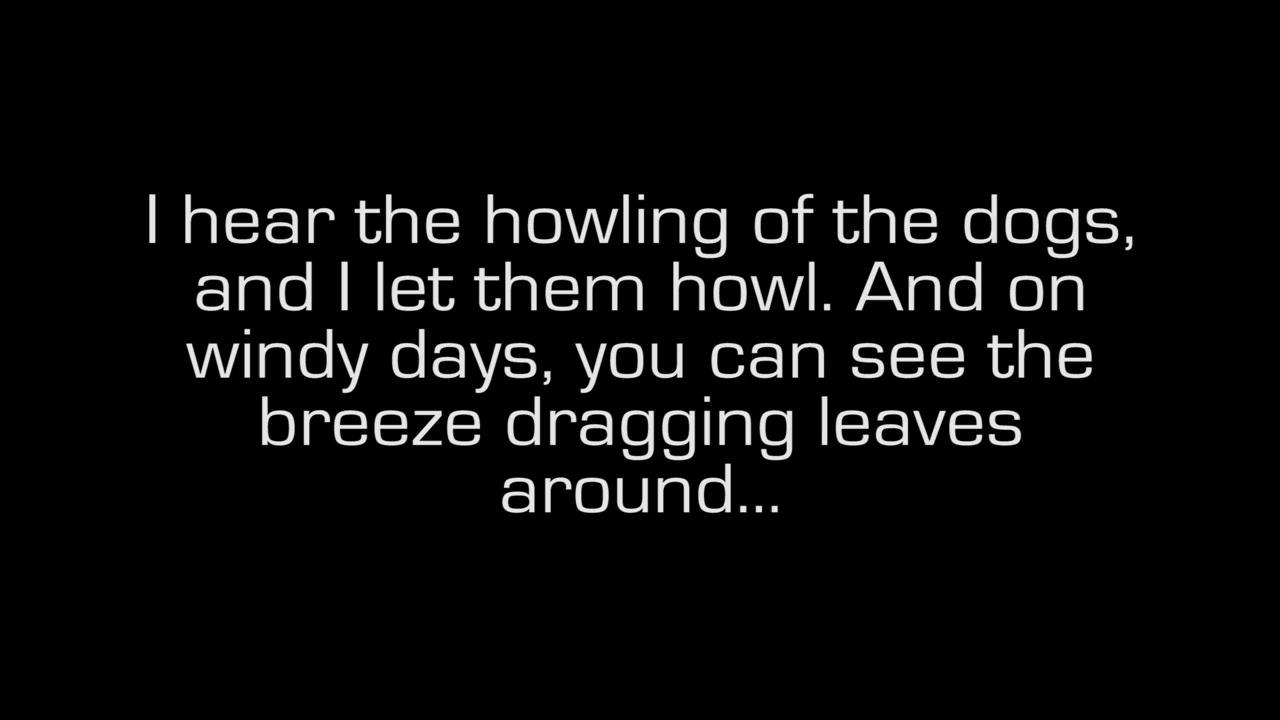 I hear the howling of the dogs,
and I let them howl. And on
windy days, you can see the
breeze dragging leaves
around...